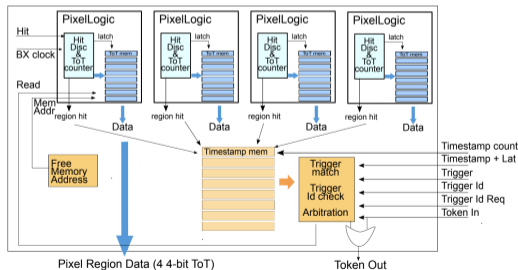 PixelLogic
PixelLogic
PixelLogic
PixelLogic
Hit
BX clock
Read
Mem
Addr
latch
Hit
Disc
&
ToT
counter
ToT mem
region hit
Data
latch
Hit
Disc
&
ToT
counter
ToT mem
region hit
Data
latch
Hit
Disc
&
ToT
counter
ToT mem
region hit
Data
latch
Hit
Disc
&
ToT
counter
ToT mem
region hit
Data
Free
Memory
Address
Timestamp mem
Trigger
match
Trigger
Id check
Arbitration
Timestamp count
Timestamp + Lat
Trigger
Trigger Id
Trigger Id Req
Token In
Pixel Region Data (4 4-bit ToT)
Token Out